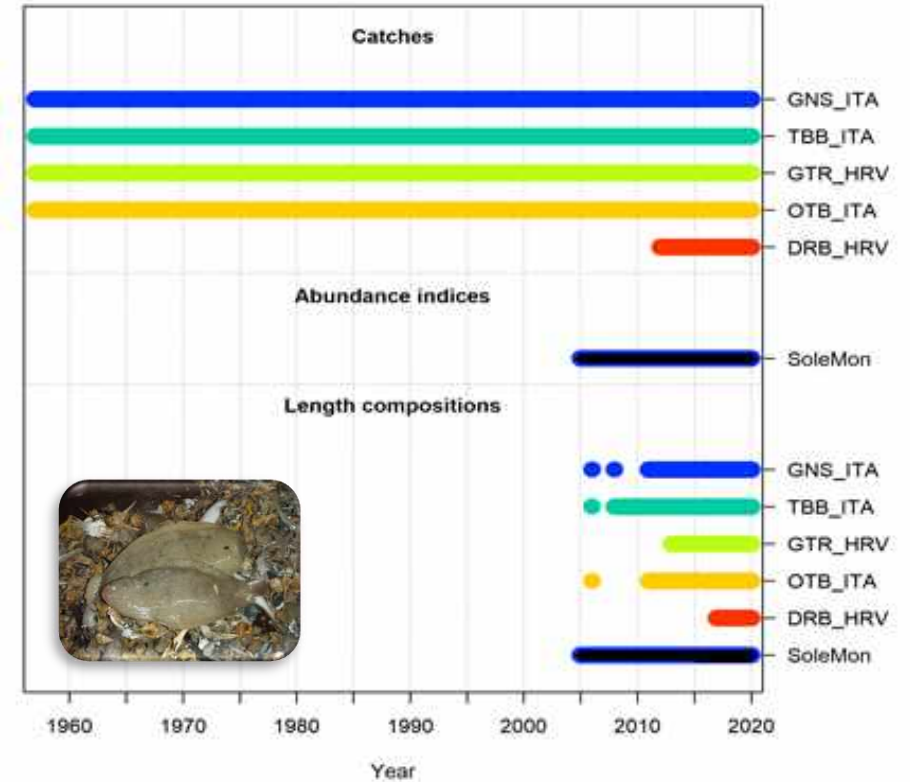 Catches
GNS_ITA
TBB_ITA
GTR_HRV
OTB_ITA
DRB_HRV
Abundance indices
SoleMon
Length compositions
GNS_ITA
TBB_ITA
GTR_HRV
OTB_ITA
DRB_HRV
SoleMon
1960 1970 1980 1990 2000 2010 2020
Year